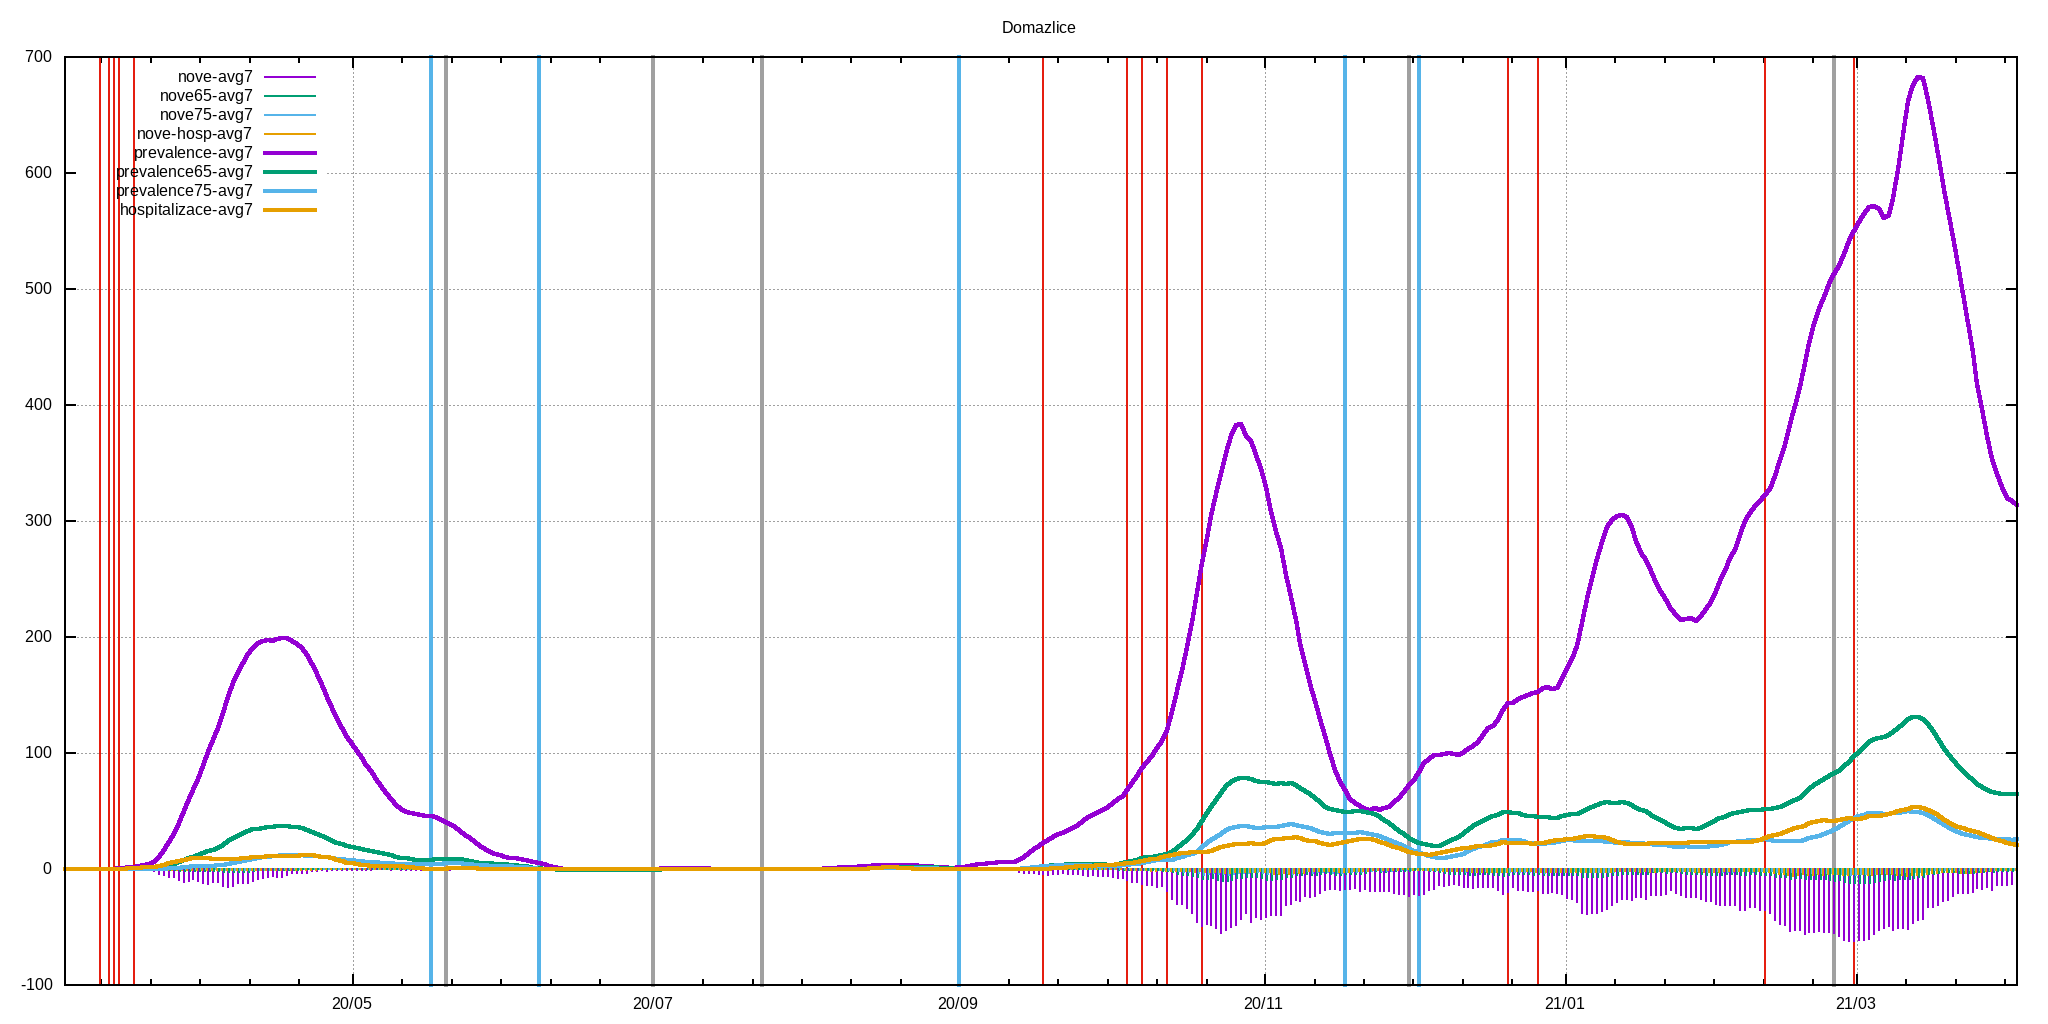 Domazlice
700
600
500
400
300
200
100
0
-100
nove-avg7
nove65-avg7
nove75-avg7
nove-hosp-avg7
prevalence-avg7
prevalence65-avg7
prevalence75-avg7
hospitalizace-avg7
20/05 20/07 20/09 20/11 21/01 21/03